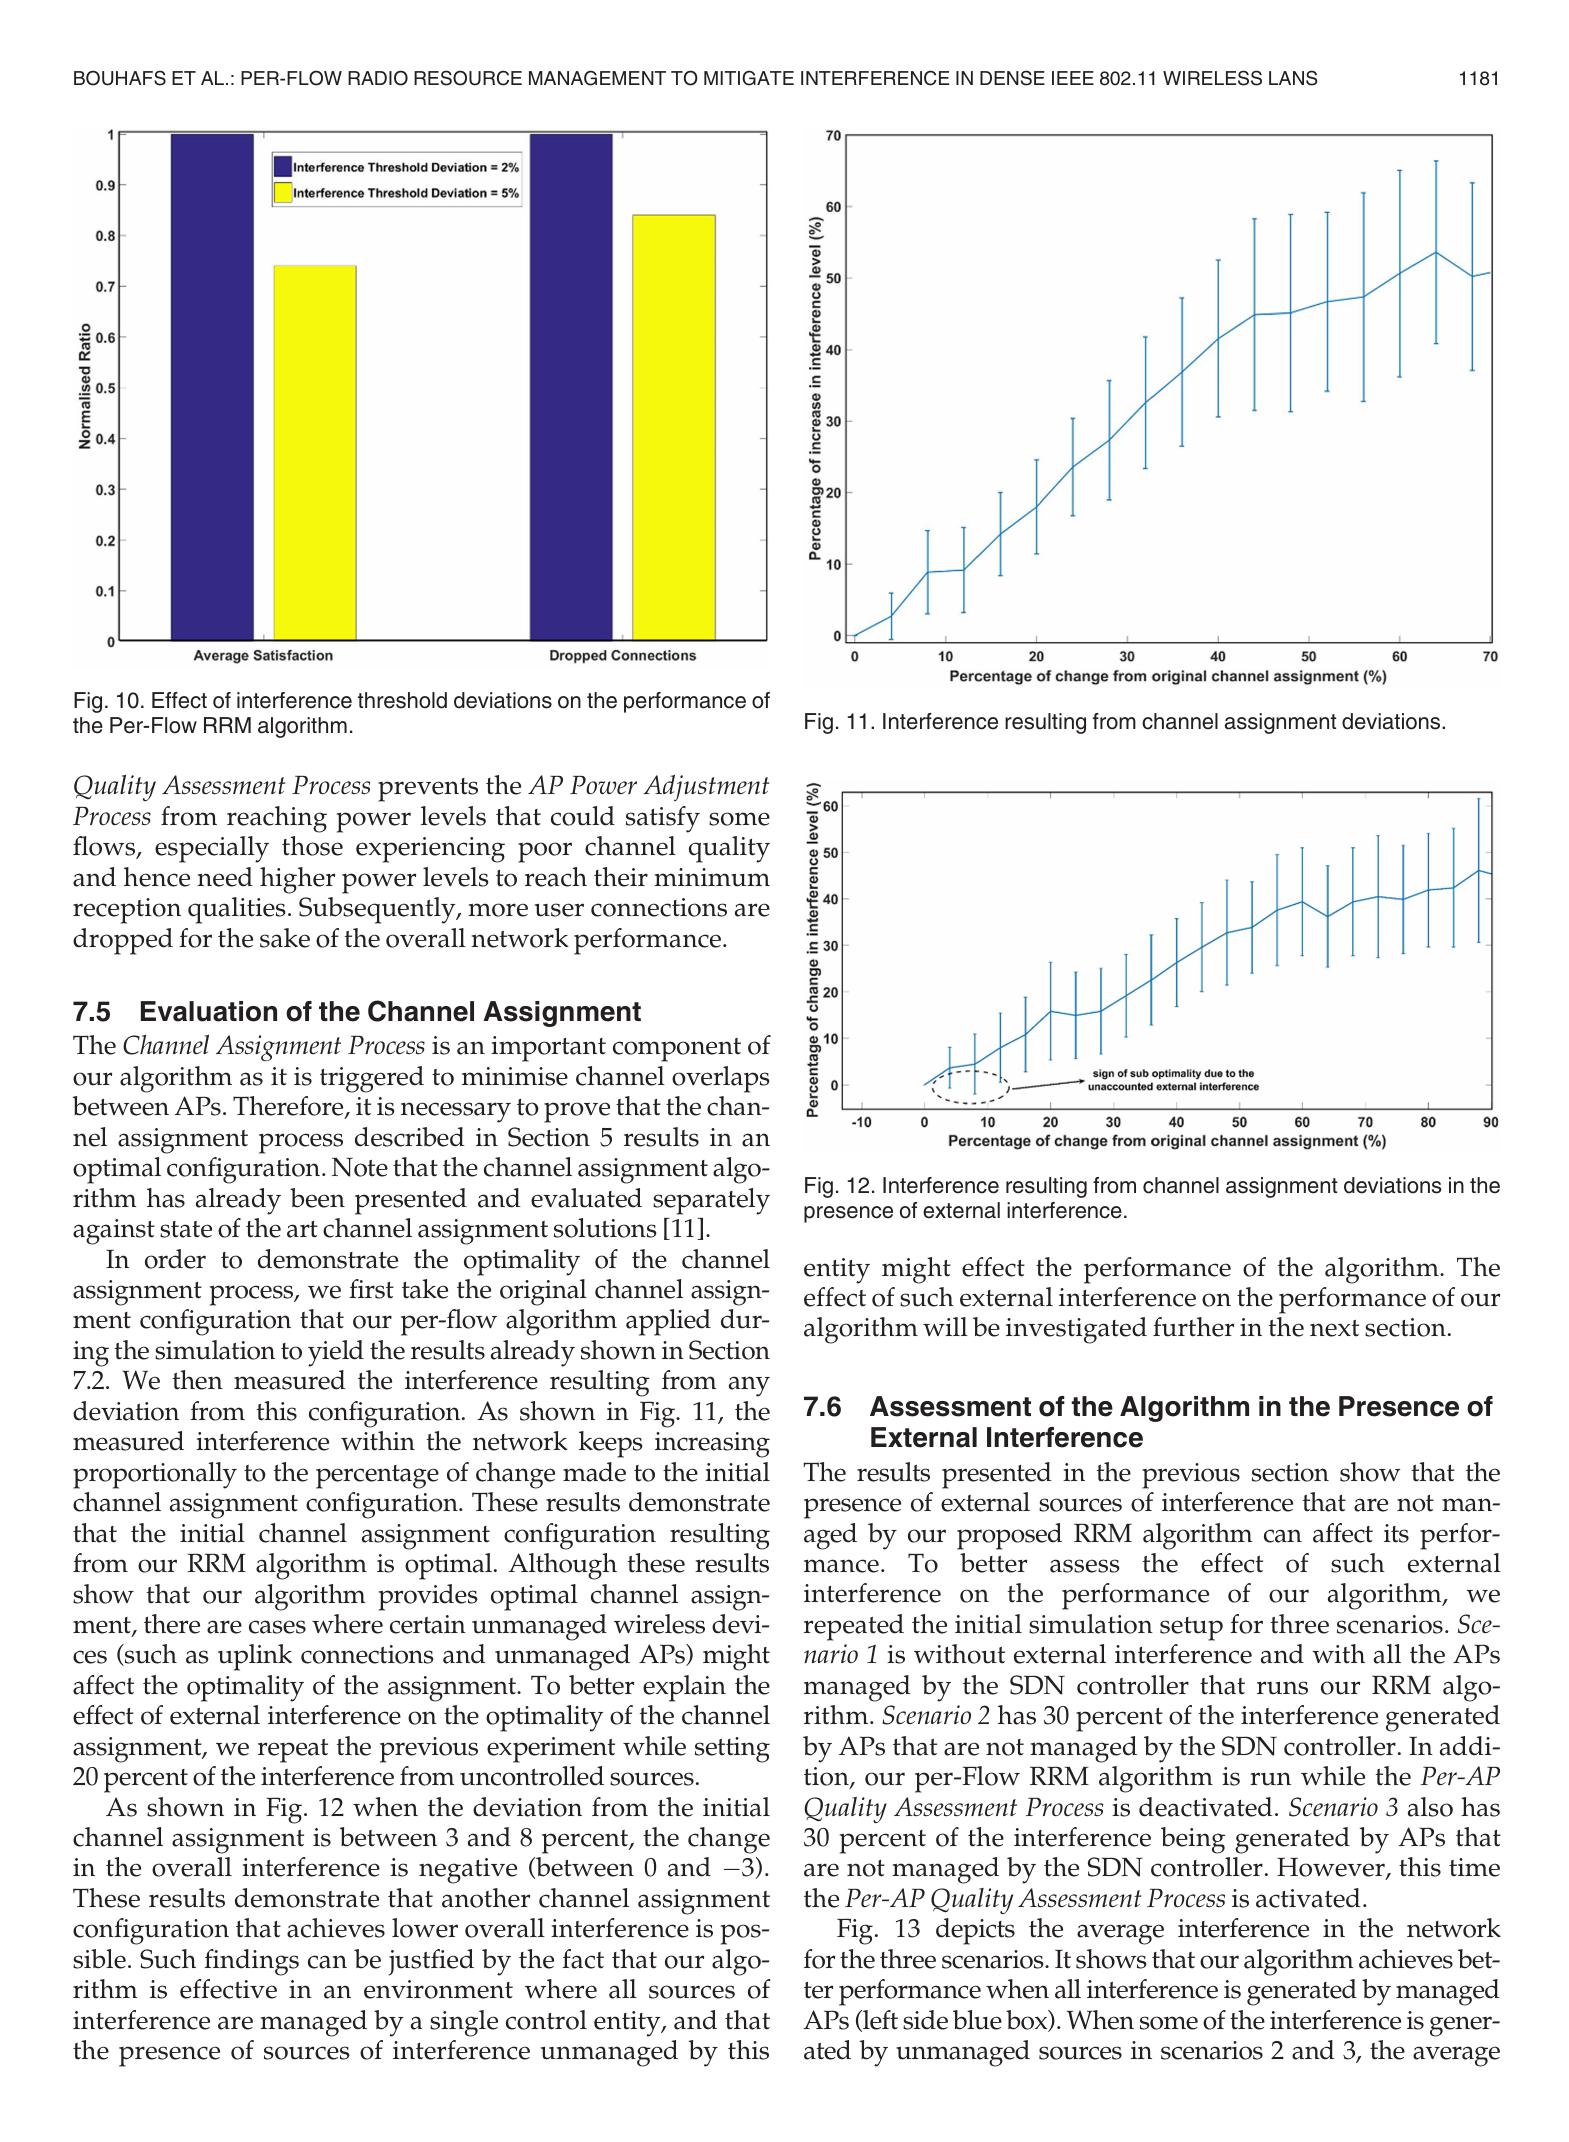 BOUHAFS ET AL.: PER-FLOW RADIO RESOURCE MANAGEMENT TO MITIGATE INTERFERENCE IN DENSE IEEE 802.11 WIRELESS LANS 1181
1
0.9
0.8
0.7
0.6
0.5
0.4
0.3
0.2
0.1
0
Normalised Ratio
Interference Threshold Deviation = 2%
Interference Threshold Deviation = 5%
Average Satisfaction Dropped Connections
Fig. 10. Effect of interference threshold deviations on the performance of
the Per-Flow RRM algorithm.
Quality Assessment Process prevents the AP Power Adjustment
Process from reaching power levels that could satisfy some
flows, especially those experiencing poor channel quality
and hence need higher power levels to reach their minimum
reception qualities. Subsequently, more user connections are
dropped for the sake of the overall network performance.
7.5 Evaluation of the Channel Assignment
The Channel Assignment Process is an important component of
our algorithm as it is triggered to minimise channel overlaps
between APs. Therefore, it is necessary to prove that the chan-
nel assignment process described in Section 5 results in an
optimal configuration. Note that the channel assignment algo-
rithm has already been presented and evaluated separately
against state of the art channel assignment solutions [11].
In order to demonstrate the optimality of the channel
assignment process, we first take the original channel assign-
ment configuration that our per-flow algorithm applied dur-
ing the simulation to yield the results already shown in Section
7.2. We then measured the interference resulting from any
deviation from this configuration. As shown in Fig. 11, the
measured interference within the network keeps increasing
proportionally to the percentage of change made to the initial
channel assignment configuration. These results demonstrate
that the initial channel assignment configuration resulting
from our RRM algorithm is optimal. Although these results
show that our algorithm provides optimal channel assign-
ment, there are cases where certain unmanaged wireless devi-
ces (such as uplink connections and unmanaged APs) might
affect the optimality of the assignment. To better explain the
effect of external interference on the optimality of the channel
assignment, we repeat the previous experiment while setting
20 percent of the interference from uncontrolled sources.
As shown in Fig. 12 when the deviation from the initial
channel assignment is between 3 and 8 percent, the change
in the overall interference is negative (between 0 and −3).
These results demonstrate that another channel assignment
configuration that achieves lower overall interference is pos-
sible. Such findings can be justfied by the fact that our algo-
rithm is effective in an environment where all sources of
interference are managed by a single control entity, and that
the presence of sources of interference unmanaged by this
70
60
50
40
30
20
10
0
Percentage of increase in interference level (%)
0 10 20 30 40 50 60 70
Percentage of change from original channel assignment (%)
Fig. 11. Interference resulting from channel assignment deviations.
60
50
40
30
20
10
0
Percentage of change in interference level (%)
sign of sub optimality due to the
unaccounted external interference
-10 0 10 20 30 40 50 60 70 80 90
Percentage of change from original channel assignment (%)
Fig. 12. Interference resulting from channel assignment deviations in the
presence of external interference.
entity might effect the performance of the algorithm. The
effect of such external interference on the performance of our
algorithm will be investigated further in the next section.
7.6 Assessment of the Algorithm in the Presence of
External Interference
The results presented in the previous section show that the
presence of external sources of interference that are not man-
aged by our proposed RRM algorithm can affect its perfor-
mance. To better assess the effect of such external
interference on the performance of our algorithm, we
repeated the initial simulation setup for three scenarios. Sce-
nario 1 is without external interference and with all the APs
managed by the SDN controller that runs our RRM algo-
rithm. Scenario 2 has 30 percent of the interference generated
by APs that are not managed by the SDN controller. In addi-
tion, our per-Flow RRM algorithm is run while the Per-AP
Quality Assessment Process is deactivated. Scenario 3 also has
30 percent of the interference being generated by APs that
are not managed by the SDN controller. However, this time
the Per-AP Quality Assessment Process is activated.
Fig. 13 depicts the average interference in the network
for the three scenarios. It shows that our algorithm achieves bet-
ter performance when all interference is generated by managed
APs (left side blue box). When some of the interference is gener-
ated by unmanaged sources in scenarios 2 and 3, the average